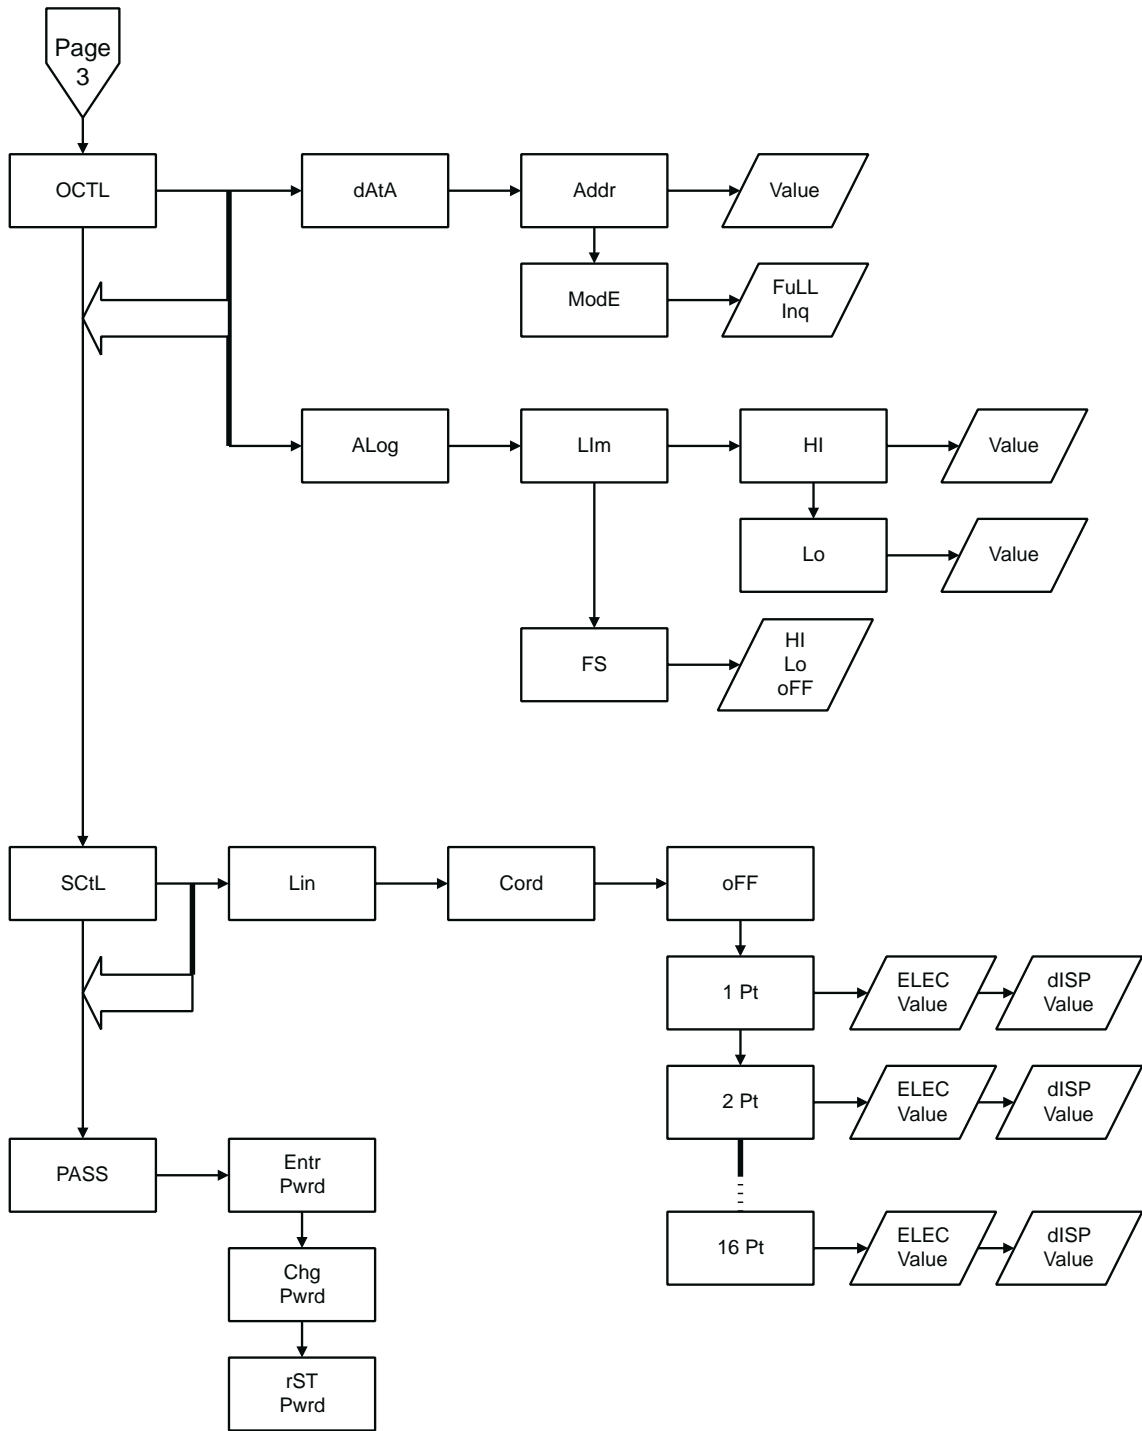 Page
3
OCTL
dAtA
Addr
Value
ModE
FuLL
Inq
ALog
LIm
HI
Value
Lo
Value
FS
HI
Lo
oFF
SCtL
Lin
Cord
oFF
1 Pt
ELEC
Value
dISP
Value
2 Pt
ELEC
Value
dISP
Value
PASS
Entr
Pwrd
16 Pt
ELEC
Value
dISP
Value
Chg
Pwrd
rST
Pwrd